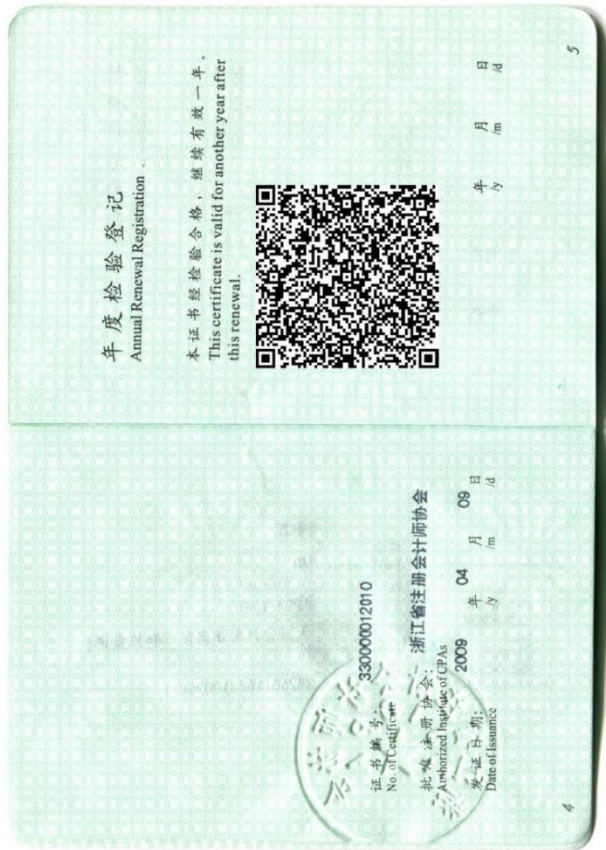 证书编号: 330000012010
No. of Certificate
批准注册协会: 浙江省注册会计师协会
Authorized Institute of CPAs
发证日期: 2009 年 04 月 09 日
Date of Issuance /y /m /d
4
年度检验登记
Annual Renewal Registration
本证书经检验合格，继续有效一年.
This certificate is valid for another year after
this renewal.
年 月 日
/y /m /d
5